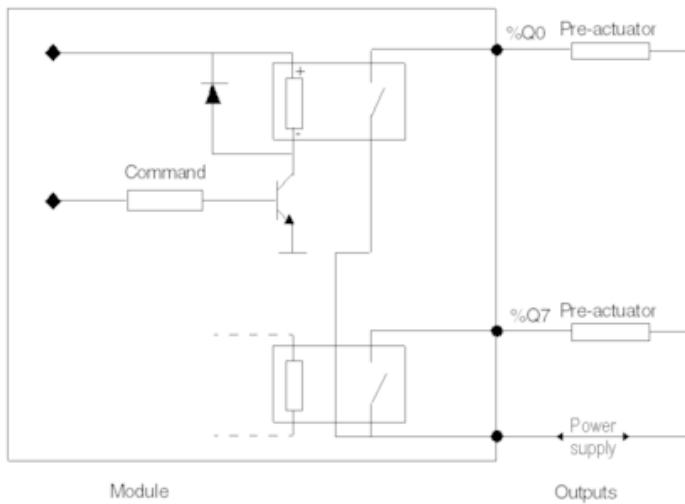 %Q0
Pre-actuator
+
-
Command
%Q7
Pre-actuator
Power
supply
Module
Outputs